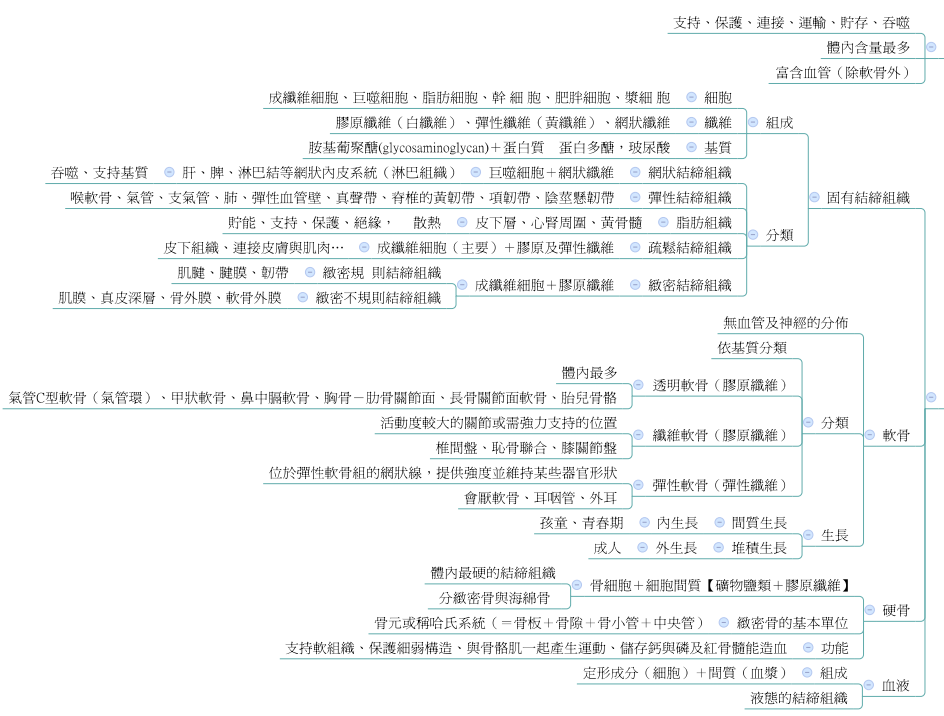 支持、保護、連接、運輸、貯存、吞噬
體內含量最多
富含血管（除軟骨外）
成纖維細胞、巨噬細胞、脂肪細胞、幹 細 胞、肥胖細胞、漿細 胞 細胞
膠原纖維（白纖維）、彈性纖維（黃纖維）、網狀纖維 纖維 組成
胺基葡聚醣(glycosaminoglycan)＋蛋白質 蛋白多醣，玻尿酸 基質
吞噬、支持基質 肝、脾、淋巴結等網狀內皮系統（淋巴組織） 巨噬細胞＋網狀纖維 網狀結締組織
喉軟骨、氣管、支氣管、肺、彈性血管壁、真聲帶、脊椎的黃韌帶、項韌帶、陰莖懸韌帶 彈性結締組織 固有結締組織
貯能、支持、保護、絕緣， 散熱 皮下層、心腎周圍、黃骨髓 脂肪組織
分類
皮下組織、連接皮膚與肌肉… 成纖維細胞（主要）＋膠原及彈性纖維 疏鬆結締組織
肌腱、腱膜、韌帶 緻密規 則結締組織
成纖維細胞＋膠原纖維 緻密結締組織
肌膜、真皮深層、骨外膜、軟骨外膜 緻密不規則結締組織
無血管及神經的分佈
依基質分類
體內最多
透明軟骨（膠原纖維）
氣管C型軟骨（氣管環）、甲狀軟骨、鼻中膈軟骨、胸骨－肋骨關節面、長骨關節面軟骨、胎兒骨骼
活動度較大的關節或需強力支持的位置 分類
纖維軟骨（膠原纖維） 軟骨
椎間盤、恥骨聯合、膝關節盤
位於彈性軟骨組的網狀線，提供強度並維持某些器官形狀
彈性軟骨（彈性纖維）
會厭軟骨、耳咽管、外耳
孩童、青春期 內生長 間質生長
生長
成人 外生長 堆積生長
體內最硬的結締組織
骨細胞＋細胞間質【礦物鹽類＋膠原纖維】
分緻密骨與海綿骨
硬骨
骨元或稱哈氏系統（＝骨板＋骨隙＋骨小管＋中央管） 緻密骨的基本單位
支持軟組織、保護細弱構造、與骨骼肌一起產生運動、儲存鈣與磷及紅骨髓能造血 功能
定形成分（細胞）＋間質（血漿） 組成
血液
液態的結締組織